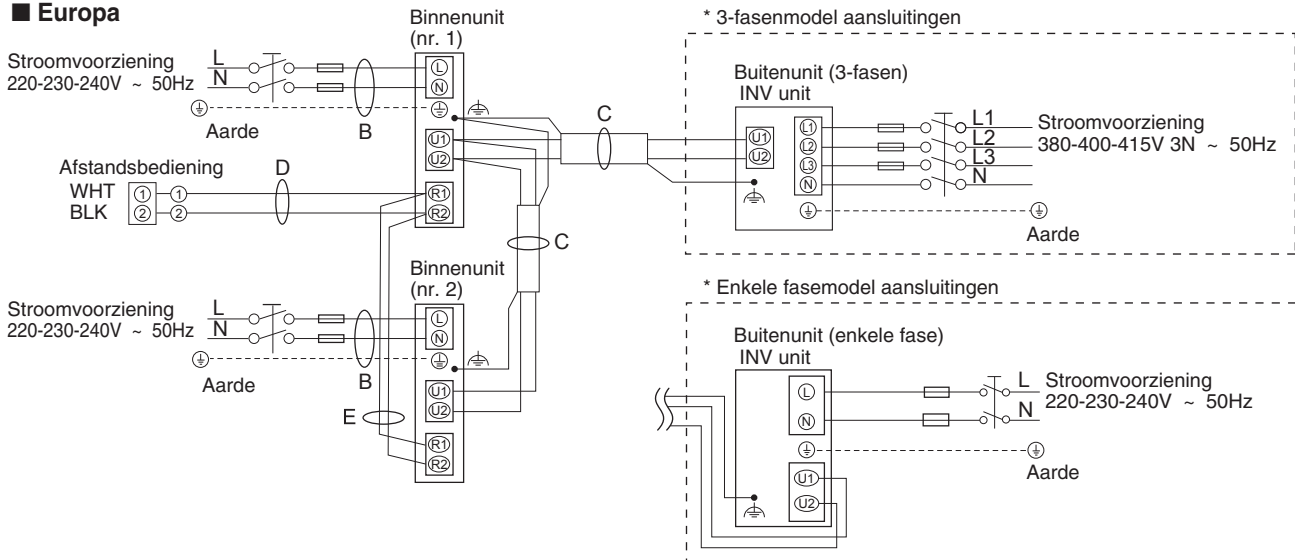 ■ Europa
Binnenunit
(nr. 1)
Stroomvoorziening
220-230-240V ~ 50Hz
L
N
Aarde
B
L
N
U1
U2
R1
R2
Afstandsbediening
WHT
BLK
1
2
1
2
D
C
C
Binnenunit
(nr. 2)
Stroomvoorziening
220-230-240V ~ 50Hz
L
N
Aarde
B
E
L
N
U1
U2
R1
R2
* 3-fasenmodel aansluitingen
Buitenunit (3-fasen)
INV unit
U1
U2
L1
L2
L3
N
L1
L2
L3
N
Stroomvoorziening
380-400-415V 3N ~ 50Hz
Aarde
* Enkele fasemodel aansluitingen
Buitenunit (enkele fase)
INV unit
L
N
U1
U2
L
N
Stroomvoorziening
220-230-240V ~ 50Hz
Aarde